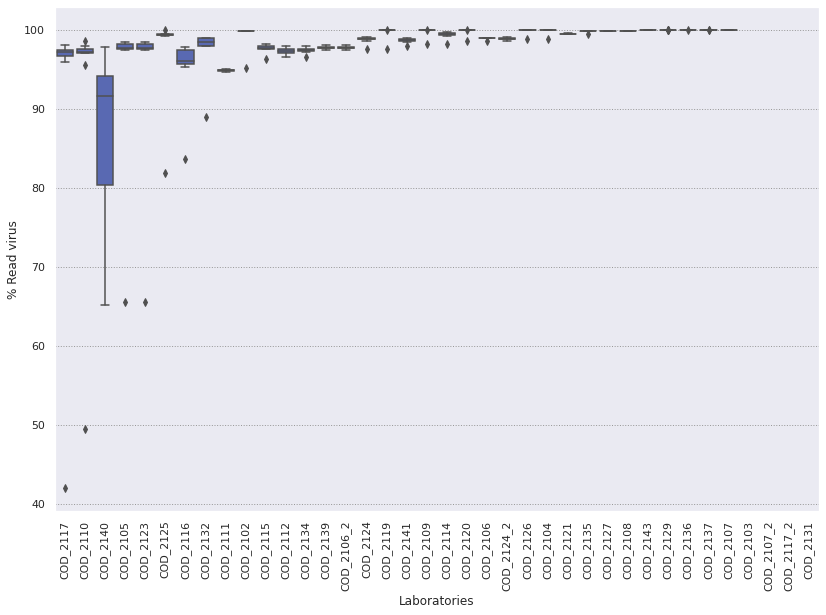 100
90
80
70
60
50
40
% Read virus
COD_2117
COD_2110
COD_2140
COD_2105
COD_2123
COD_2125
COD_2116
COD_2132
COD_2111
COD_2102
COD_2115
COD_2112
COD_2134
COD_2139
COD_2106_2
COD_2124
COD_2119
COD_2141
COD_2109
COD_2114
COD_2120
COD_2106
COD_2124_2
COD_2126
COD_2104
COD_2121
COD_2135
COD_2127
COD_2108
COD_2143
COD_2129
COD_2136
COD_2137
COD_2107
COD_2103
COD_2107_2
COD_2117_2
COD_2131
Laboratories